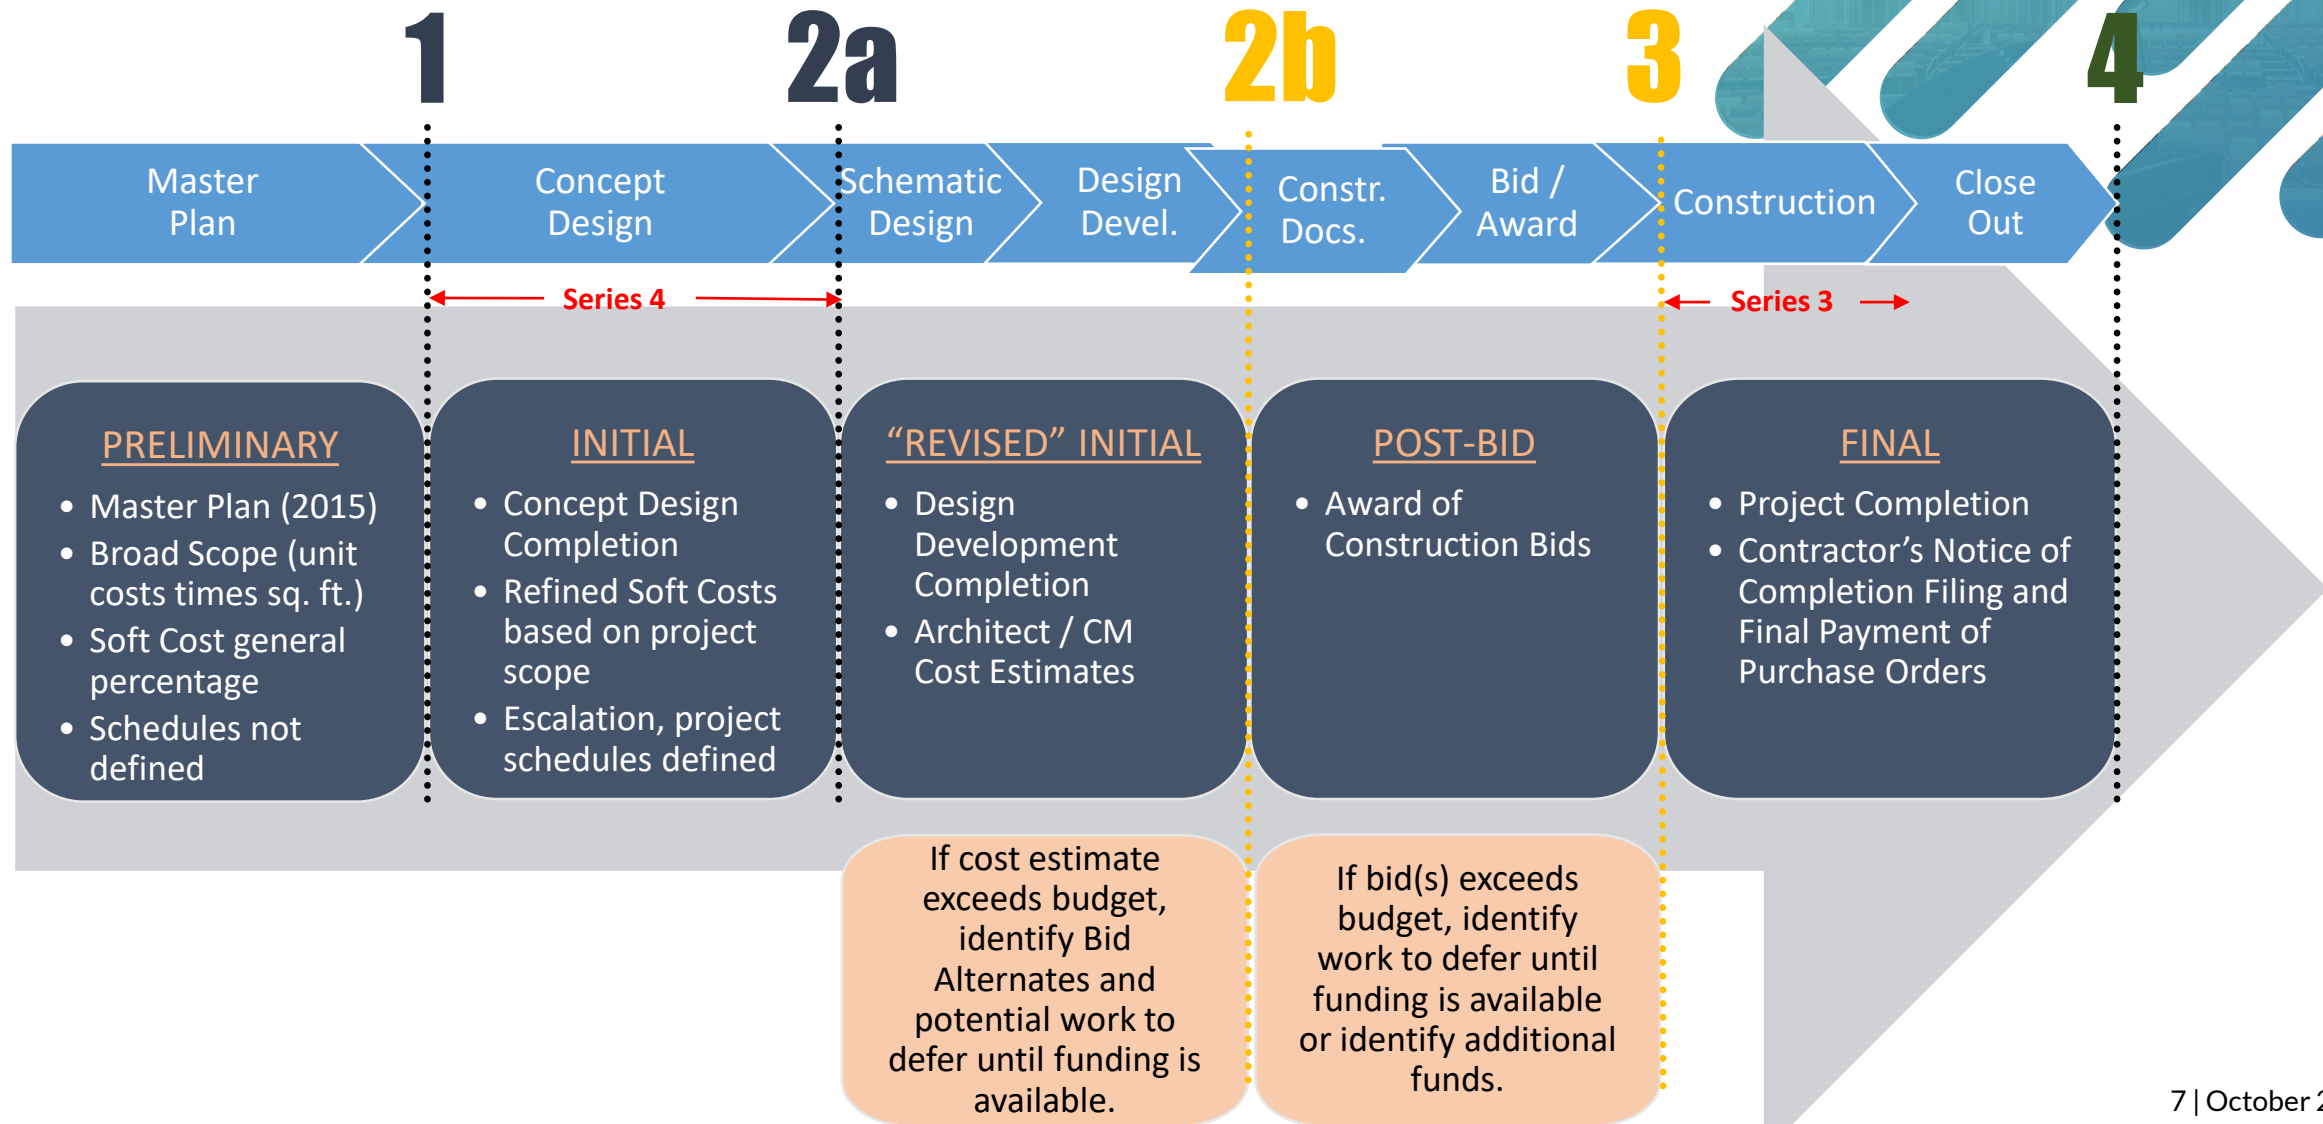 1
2a
2b
3
4
Master
Plan
Concept
Design
Schematic
Design
Design
Devel.
Constr.
Docs.
Bid /
Award
Construction
Close
Out
Series 4
Series 3
PRELIMINARY
• Master Plan (2015)
• Broad Scope (unit
costs times sq. ft.)
• Soft Cost general
percentage
• Schedules not
defined
INITIAL
• Concept Design
Completion
• Refined Soft Costs
based on project
scope
• Escalation, project
schedules defined
“REVISED” INITIAL
• Design
Development
Completion
• Architect / CM
Cost Estimates
POST-BID
• Award of
Construction Bids
FINAL
• Project Completion
• Contractor’s Notice of
Completion Filing and
Final Payment of
Purchase Orders
If cost estimate
exceeds budget,
identify Bid
Alternates and
potential work to
defer until funding is
available.
If bid(s) exceeds
budget, identify
work to defer until
funding is available
or identify additional
funds.
7 | October 2